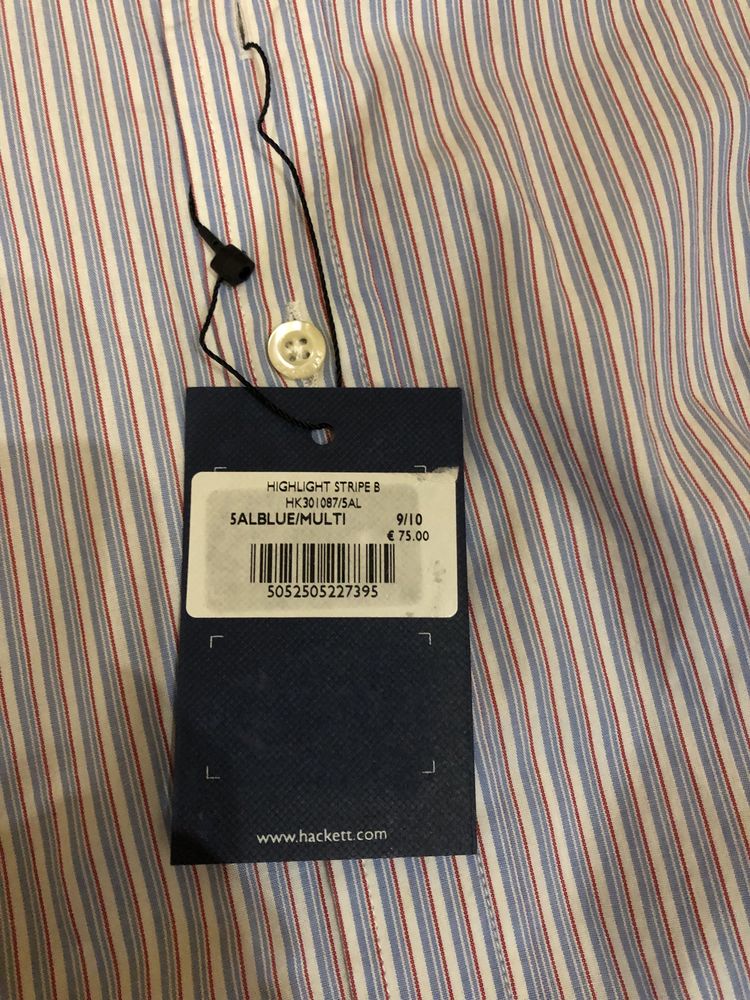 HIGHLIGHT STRIPE B
HK301087/5AL
5ALBLUE/MULTI 9/10
€ 75.00
5052505227395
www.hackett.com